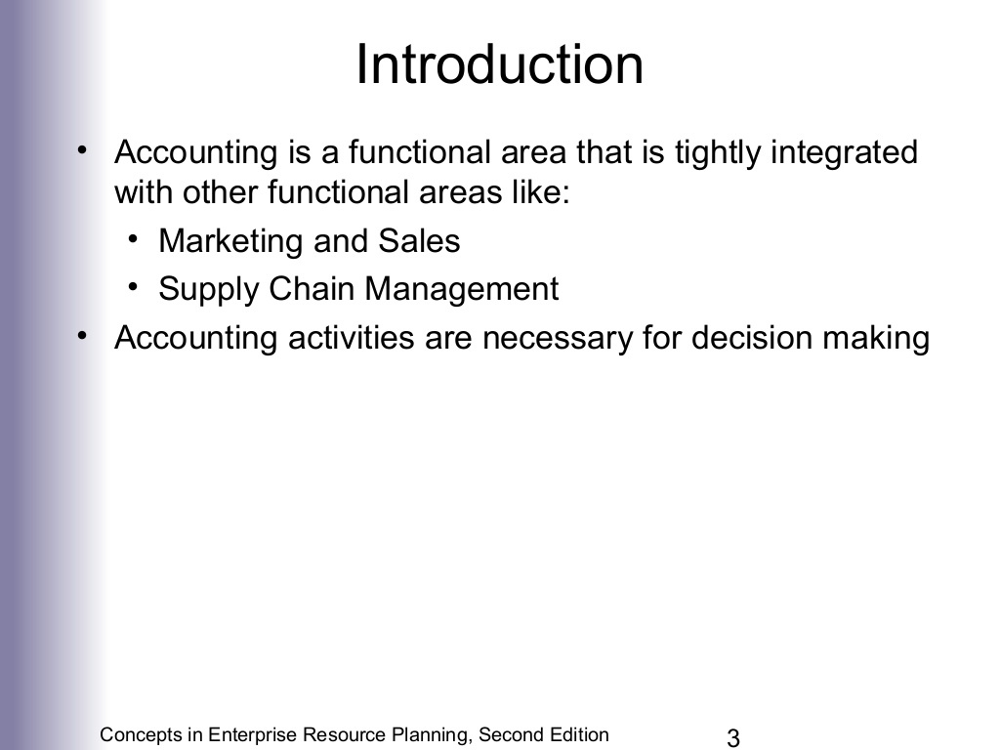 Introduction
• Accounting is a functional area that is tightly integrated
with other functional areas like:
• Marketing and Sales
• Supply Chain Management
• Accounting activities are necessary for decision making
Concepts in Enterprise Resource Planning, Second Edition
3